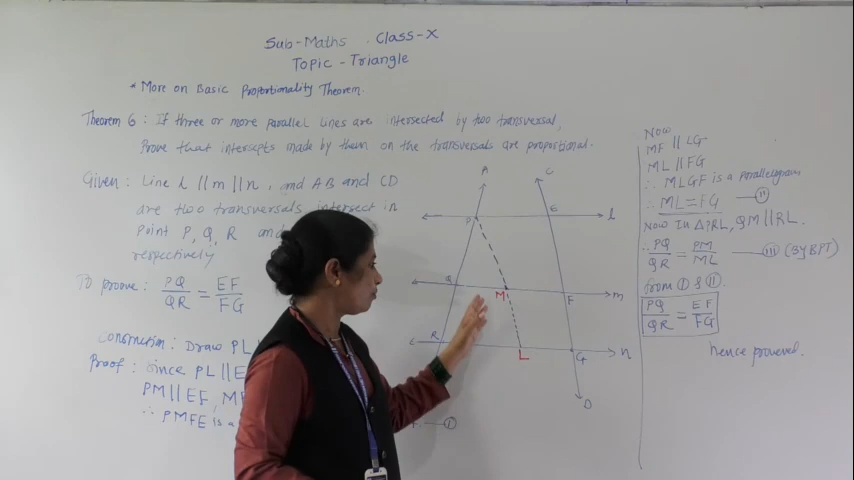 Sub-Maths . Class-X
Topic - Triangle
* More on Basic Proportionality Theorem.
Theorem 6 : If three or more parallel lines are intersected by two transversal,
Prove that intercepts made by them on the transversals are proportional.
Given : Line l || m || n, and AB and CD
are two transversals intersect in
point P, Q, R and
respectively
To prove : PQ/QR = EF/FG
Construction : Draw PL
Proof : Since PL || E
PM || EF,
∴ PMFE is a
I
A
C
P
E
l
Q
M
F
m
R
L
G
n
D
Now
MF || LG
ML || FG
∴ MLGF is a parallelogram
∴ ML = FG — II
Now in ΔPRL, QM || RL.
∴ PQ/QR = PM/ML — III (By BPT)
from I & II
PQ/QR = EF/FG
hence proovered.